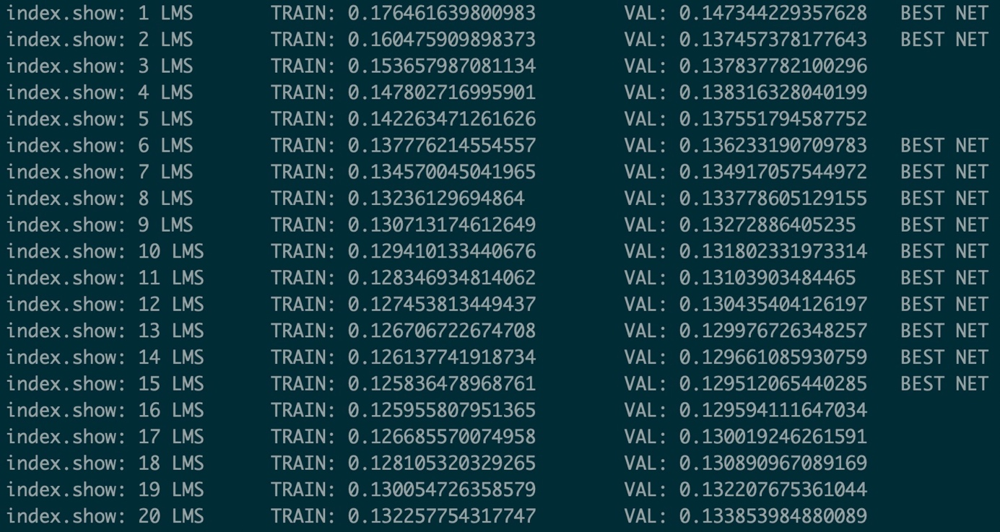 index.show: 1 LMS TRAIN: 0.176461639800983 VAL: 0.147344229357628 BEST NET
index.show: 2 LMS TRAIN: 0.160475909898373 VAL: 0.137457378177643 BEST NET
index.show: 3 LMS TRAIN: 0.153657987081134 VAL: 0.137837782100296
index.show: 4 LMS TRAIN: 0.147802716995901 VAL: 0.138316328040199
index.show: 5 LMS TRAIN: 0.142263471261626 VAL: 0.137551794587752
index.show: 6 LMS TRAIN: 0.137776214554557 VAL: 0.136233190709783 BEST NET
index.show: 7 LMS TRAIN: 0.134570045041965 VAL: 0.134917057544972 BEST NET
index.show: 8 LMS TRAIN: 0.13236129694864 VAL: 0.133778605129155 BEST NET
index.show: 9 LMS TRAIN: 0.130713174612649 VAL: 0.13272886405235 BEST NET
index.show: 10 LMS TRAIN: 0.129410133440676 VAL: 0.131802331973314 BEST NET
index.show: 11 LMS TRAIN: 0.128346934814062 VAL: 0.13103903484465 BEST NET
index.show: 12 LMS TRAIN: 0.127453813449437 VAL: 0.130435404126197 BEST NET
index.show: 13 LMS TRAIN: 0.126706722674708 VAL: 0.129976726348257 BEST NET
index.show: 14 LMS TRAIN: 0.126137741918734 VAL: 0.129661085930759 BEST NET
index.show: 15 LMS TRAIN: 0.125836478968761 VAL: 0.129512065440285 BEST NET
index.show: 16 LMS TRAIN: 0.125955807951365 VAL: 0.129594111647034
index.show: 17 LMS TRAIN: 0.126685570074958 VAL: 0.130019246261591
index.show: 18 LMS TRAIN: 0.128105320329265 VAL: 0.130890967089169
index.show: 19 LMS TRAIN: 0.130054726358579 VAL: 0.132207675361044
index.show: 20 LMS TRAIN: 0.132257754317747 VAL: 0.133853984880089